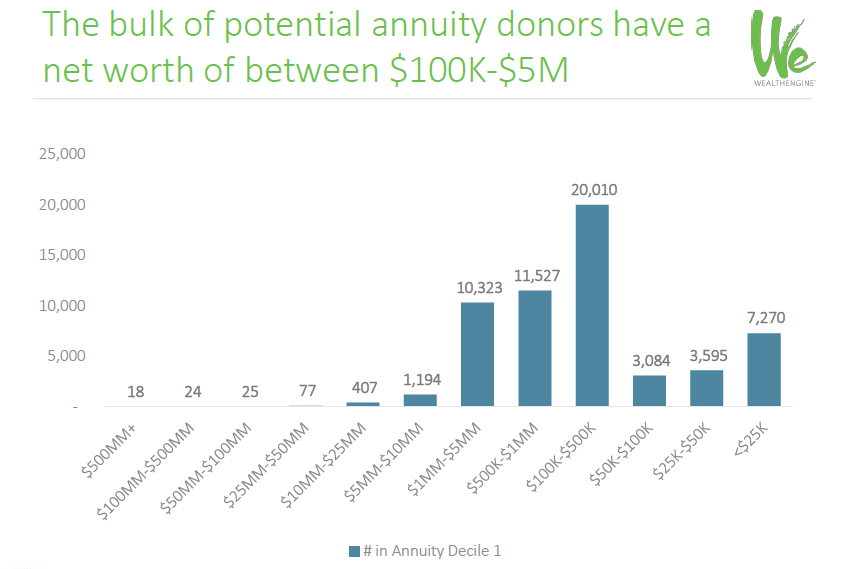 The bulk of potential annuity donors have a
net worth of between $100K-$5M
We
WEALTHENGINE™
25,000
20,000
15,000
10,000
5,000
-
18
24
25
77
407
1,194
10,323
11,527
20,010
3,084
3,595
7,270
$500MM+
$100MM-$500MM
$50MM-$100MM
$25MM-$50MM
$10MM-$25MM
$5MM-$10MM
$1MM-$5MM
$500K-$1MM
$100K-$500K
$50K-$100K
$25K-$50K
<$25K
# in Annuity Decile 1